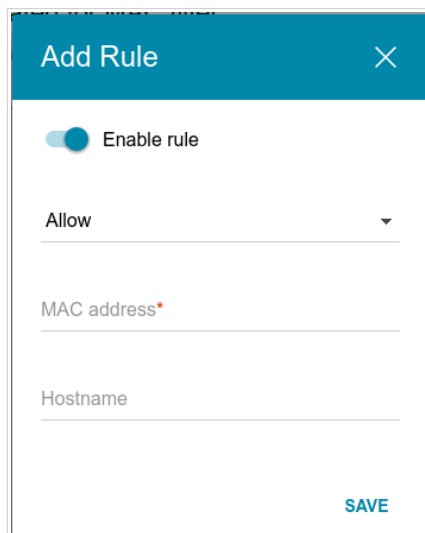 Add Rule
Enable rule
Allow
MAC address*
Hostname
SAVE